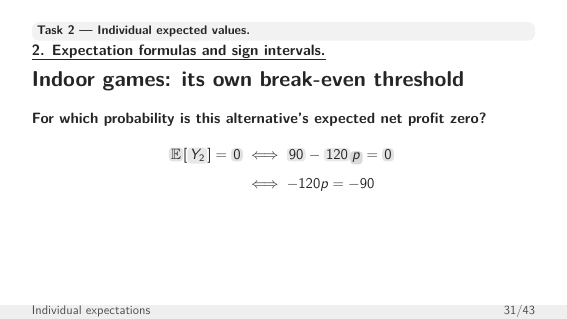 Task 2 — Individual expected values.
2. Expectation formulas and sign intervals.
Indoor games: its own break-even threshold
For which probability is this alternative's expected net profit zero?
𝔼[Y₂] = 0 ⟺ 90 − 120p = 0
⟺ −120p = −90
Individual expectations 31/43